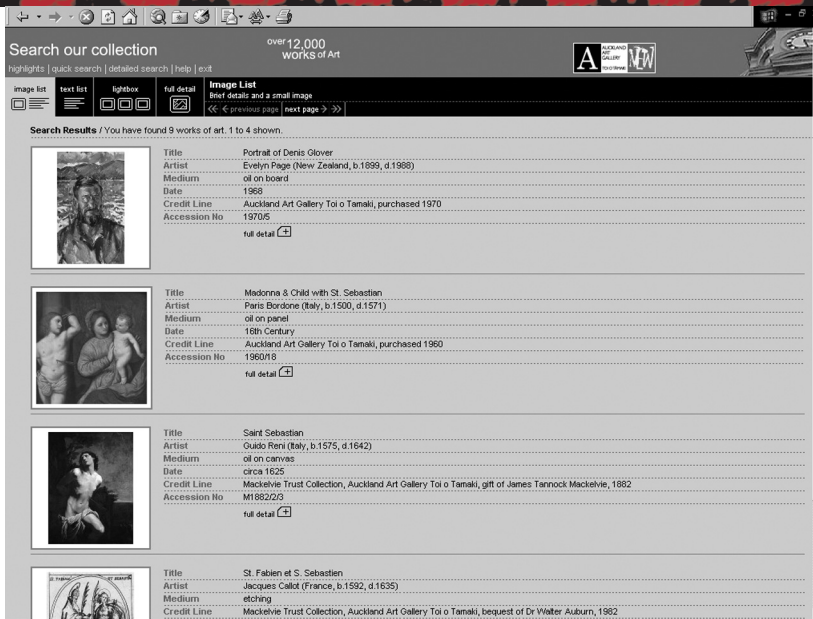 over 12,000
works of Art
Search our collection
highlights | quick search | detailed search | help | exit
AUCKLAND
ART
GALLERY
TOI O TAMAKI
A
NEW
image list
text list
lightbox
full detail
Image List
Brief details and a small image
previous page | next page
Search Results / You have found 9 works of art. 1 to 4 shown.
Title Portrait of Denis Glover
Artist Evelyn Page (New Zealand, b.1899, d.1988)
Medium oil on board
Date 1968
Credit Line Auckland Art Gallery Toi o Tamaki, purchased 1970
Accession No 1970/5
full detail +
Title Madonna & Child with St. Sebastian
Artist Paris Bordone (Italy, b.1500, d.1571)
Medium oil on panel
Date 16th Century
Credit Line Auckland Art Gallery Toi o Tamaki, purchased 1960
Accession No 1960/18
full detail +
Title Saint Sebastian
Artist Guido Reni (Italy, b.1575, d.1642)
Medium oil on canvas
Date circa 1625
Credit Line Mackelvie Trust Collection, Auckland Art Gallery Toi o Tamaki, gift of James Tannock Mackelvie, 1882
Accession No M1882/2/3
full detail +
Title St. Fabien et S. Sebastien
Artist Jacques Callot (France, b.1592, d.1635)
Medium etching
Credit Line Mackelvie Trust Collection, Auckland Art Gallery Toi o Tamaki, bequest of Dr Walter Auburn, 1982